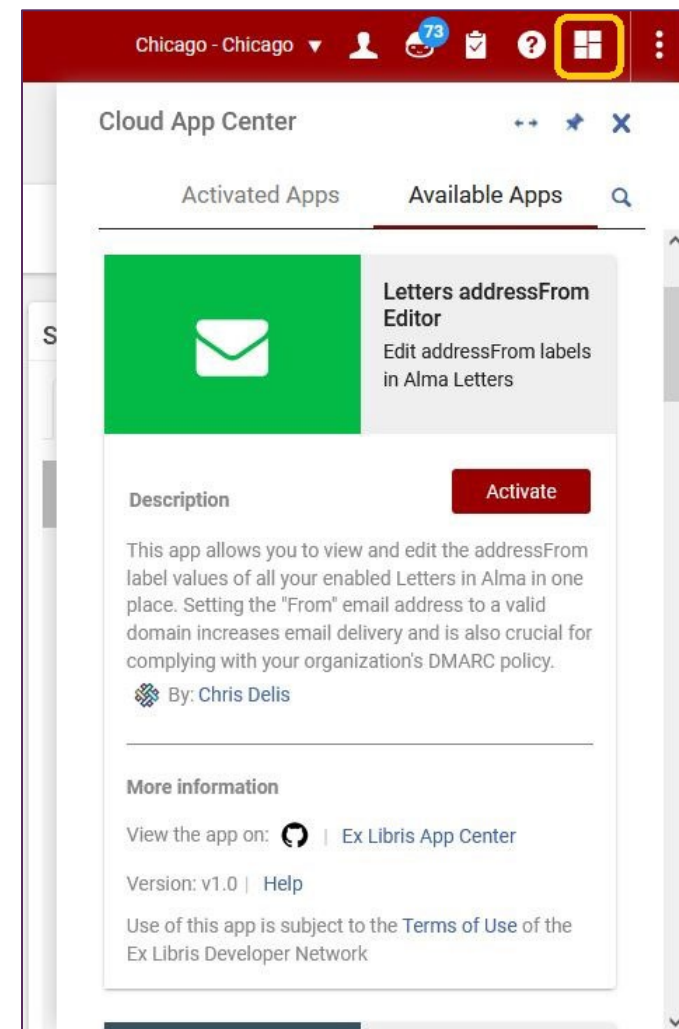 Chicago - Chicago
73
Cloud App Center
Activated Apps Available Apps
S
Letters addressFrom
Editor
Edit addressFrom labels
in Alma Letters
Description
Activate
This app allows you to view and edit the addressFrom
label values of all your enabled Letters in Alma in one
place. Setting the "From" email address to a valid
domain increases email delivery and is also crucial for
complying with your organization's DMARC policy.
By: Chris Delis
More information
View the app on: | Ex Libris App Center
Version: v1.0 | Help
Use of this app is subject to the Terms of Use of the
Ex Libris Developer Network